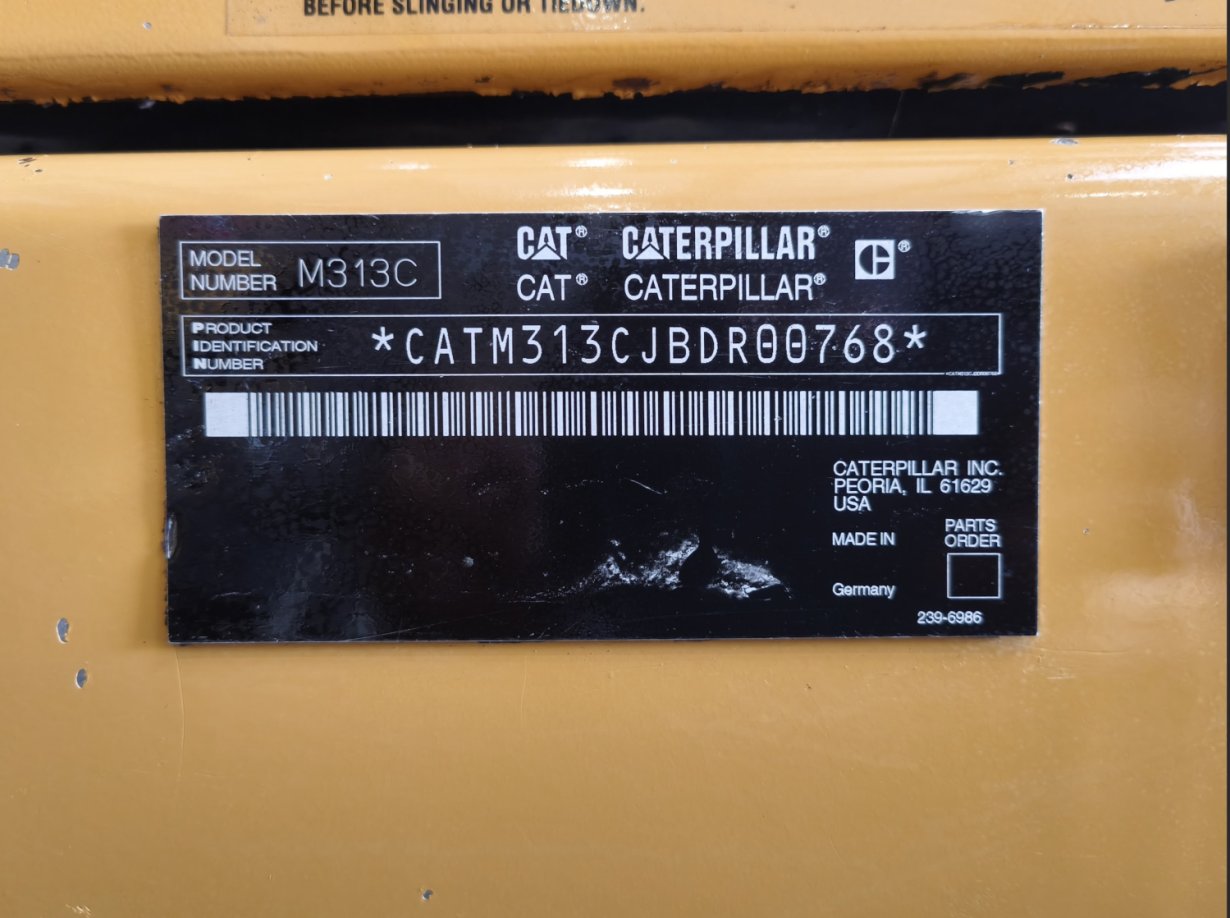 BEFORE SLINGING OR TIEDOWN.
MODEL
NUMBER M313C
CAT® CATERPILLAR® C®
CAT® CATERPILLAR®
PRODUCT
IDENTIFICATION
NUMBER
*CATM313CJBDR00768*
*CATM313CJBDR00768*
CATERPILLAR INC.
PEORIA, IL 61629
USA
MADE IN
PARTS
ORDER
Germany
239-6986